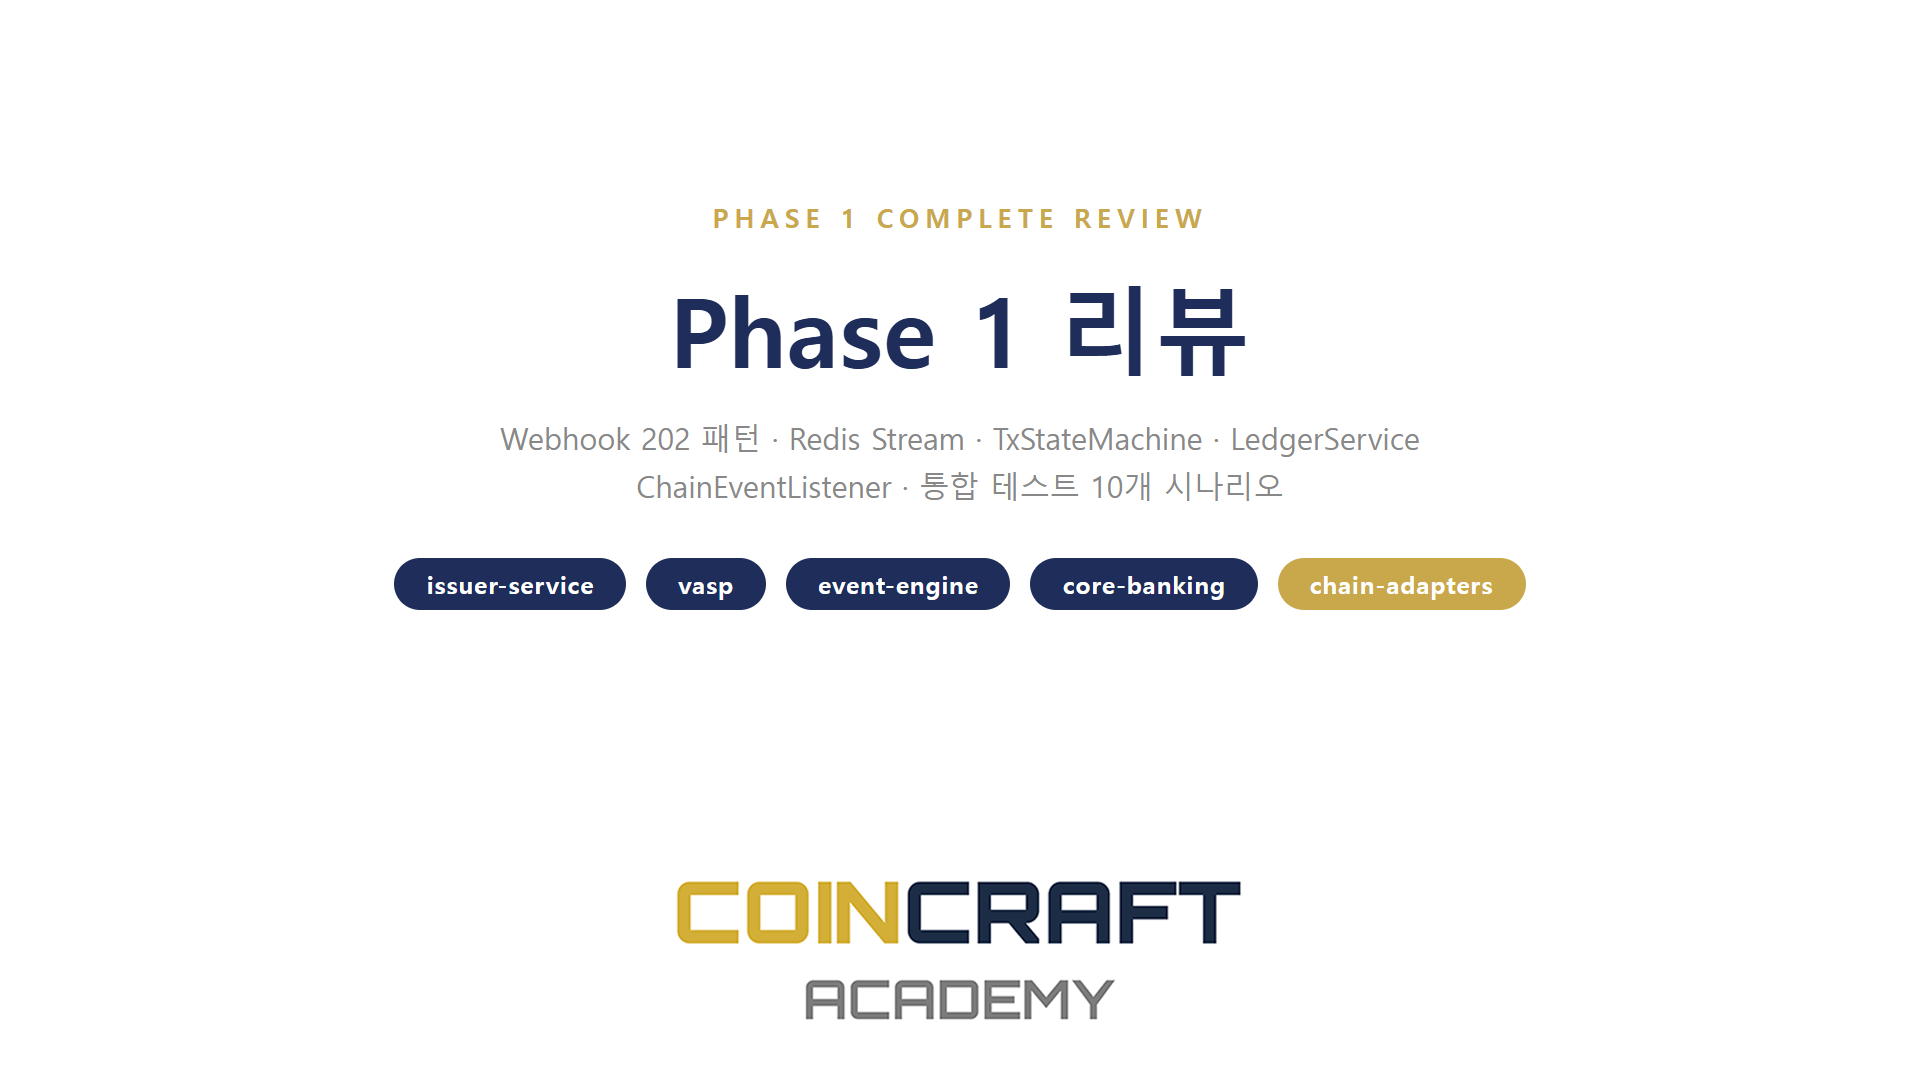 PHASE 1 COMPLETE REVIEW
Phase 1 리뷰
Webhook 202 패턴 · Redis Stream · TxStateMachine · LedgerService
ChainEventListener · 통합 테스트 10개 시나리오
issuer-service vasp event-engine core-banking chain-adapters
COINCRAFT
ACADEMY